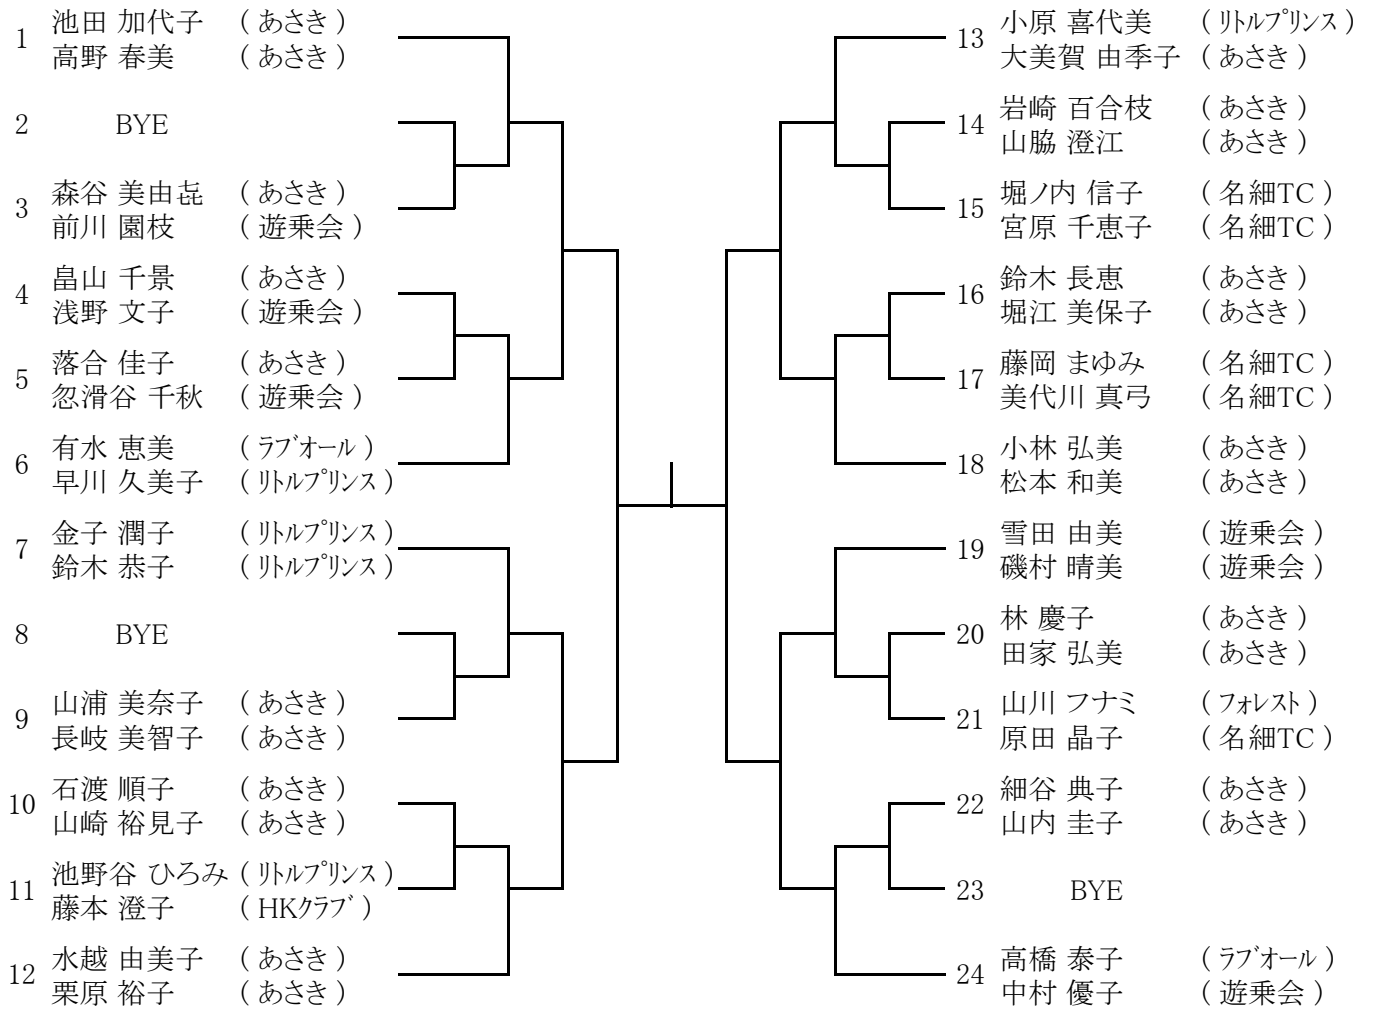 1 池田 加代子 ( あさき )
高野 春美 ( あさき )
2 BYE
3 森谷 美由㐂 ( あさき )
前川 園枝 ( 遊乗会 )
4 畠山 千景 ( あさき )
浅野 文子 ( 遊乗会 )
5 落合 佳子 ( あさき )
忽滑谷 千秋 ( 遊乗会 )
6 有水 恵美 ( ﾗﾌﾞオール )
早川 久美子 ( ﾘﾄﾙﾌﾟﾘﾝｽ )
7 金子 潤子 ( ﾘﾄﾙﾌﾟﾘﾝｽ )
鈴木 恭子 ( ﾘﾄﾙﾌﾟﾘﾝｽ )
8 BYE
9 山浦 美奈子 ( あさき )
長岐 美智子 ( あさき )
10 石渡 順子 ( あさき )
山崎 裕見子 ( あさき )
11 池野谷 ひろみ ( ﾘﾄﾙﾌﾟﾘﾝｽ )
藤本 澄子 ( HKｸﾗﾌﾞ )
12 水越 由美子 ( あさき )
栗原 裕子 ( あさき )
13 小原 喜代美 ( ﾘﾄﾙﾌﾟﾘﾝｽ )
大美賀 由季子 ( あさき )
14 岩崎 百合枝 ( あさき )
山脇 澄江 ( あさき )
15 堀ノ内 信子 ( 名細TC )
宮原 千恵子 ( 名細TC )
16 鈴木 長恵 ( あさき )
堀江 美保子 ( あさき )
17 藤岡 まゆみ ( 名細TC )
美代川 真弓 ( 名細TC )
18 小林 弘美 ( あさき )
松本 和美 ( あさき )
19 雪田 由美 ( 遊乗会 )
磯村 晴美 ( 遊乗会 )
20 林 慶子 ( あさき )
田家 弘美 ( あさき )
21 山川 フナミ ( ﾌｫﾚｽﾄ )
原田 晶子 ( 名細TC )
22 細谷 典子 ( あさき )
山内 圭子 ( あさき )
23 BYE
24 高橋 泰子 ( ﾗﾌﾞオール )
中村 優子 ( 遊乗会 )